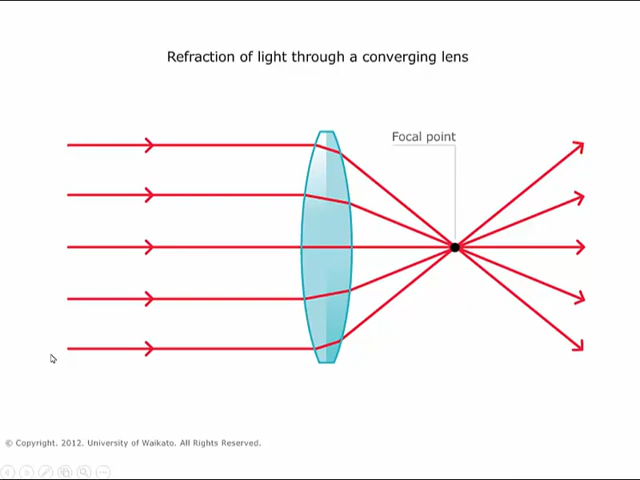 Refraction of light through a converging lens
Focal point
© Copyright. 2012. University of Waikato. All Rights Reserved.